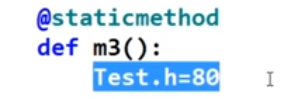 @staticmethod
def m3():
    Test.h=80